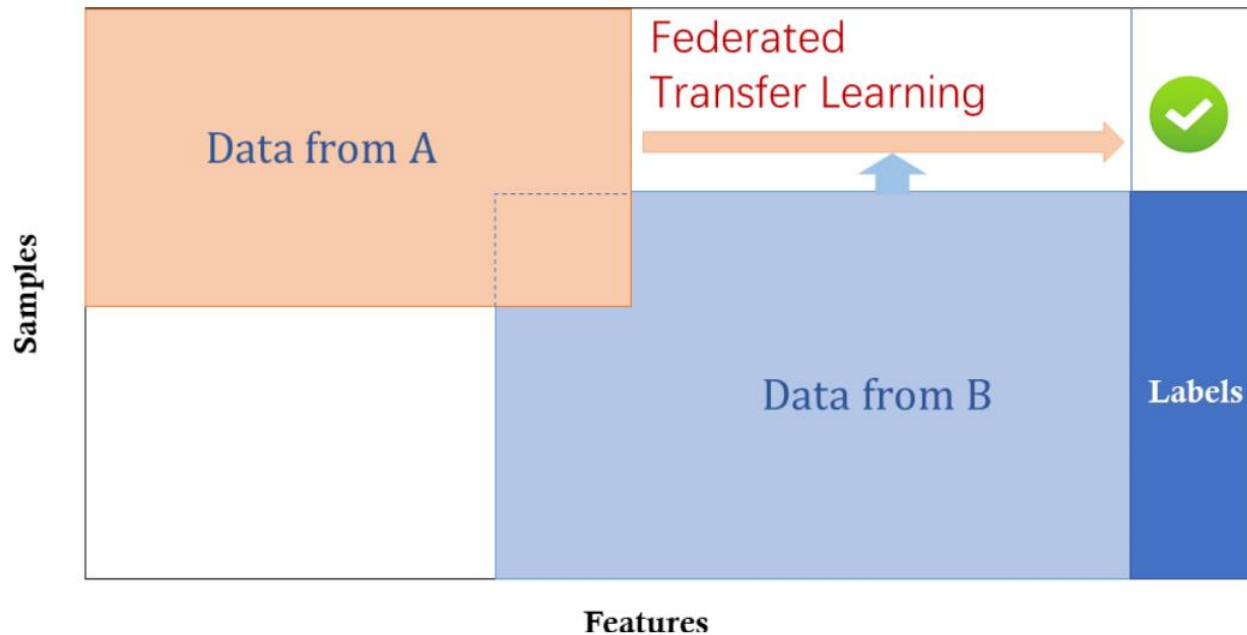 Federated
Transfer Learning
Data from A
Samples
Data from B
Labels
Features